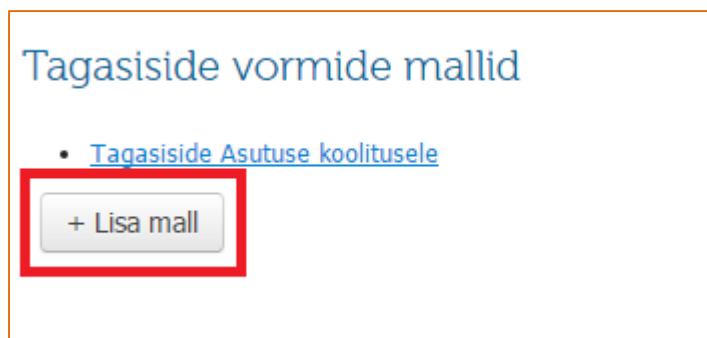 Tagasiside vormide mallid
• Tagasiside Asutuse koolitusele
+ Lisa mall